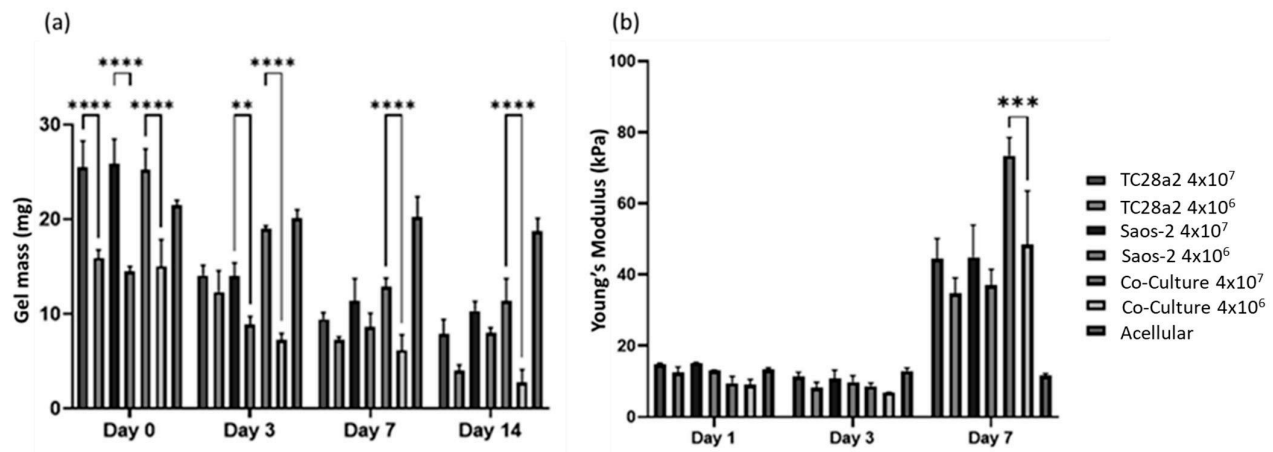 (a)
(b)
****
****
****
**
****
****
****
Gel mass (mg)
30
20
10
0
Day 0
Day 3
Day 7
Day 14
Young's Modulus (kPa)
100
80
60
40
20
0
***
Day 1
Day 3
Day 7
TC28a2 4x10⁷
TC28a2 4x10⁶
Saos-2 4x10⁷
Saos-2 4x10⁶
Co-Culture 4x10⁷
Co-Culture 4x10⁶
Acellular